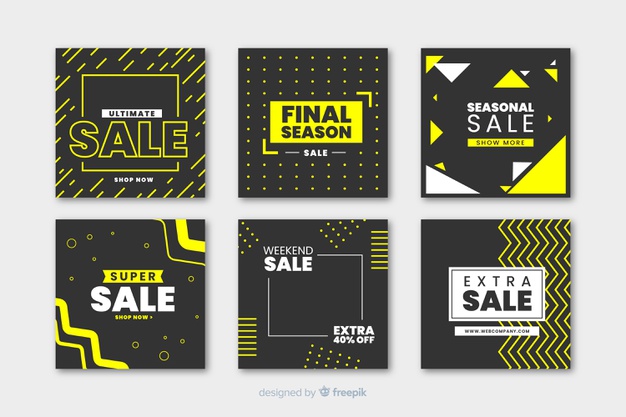 ULTIMATE
SALE
SHOP NOW
FINAL
SEASON
SALE
SEASONAL
SALE
SHOW MORE
SUPER
SALE
SHOP NOW >
WEEKEND
SALE
EXTRA
40% OFF
EXTRA
SALE
WWW.WEBCOMPANY.COM
designed by freepik